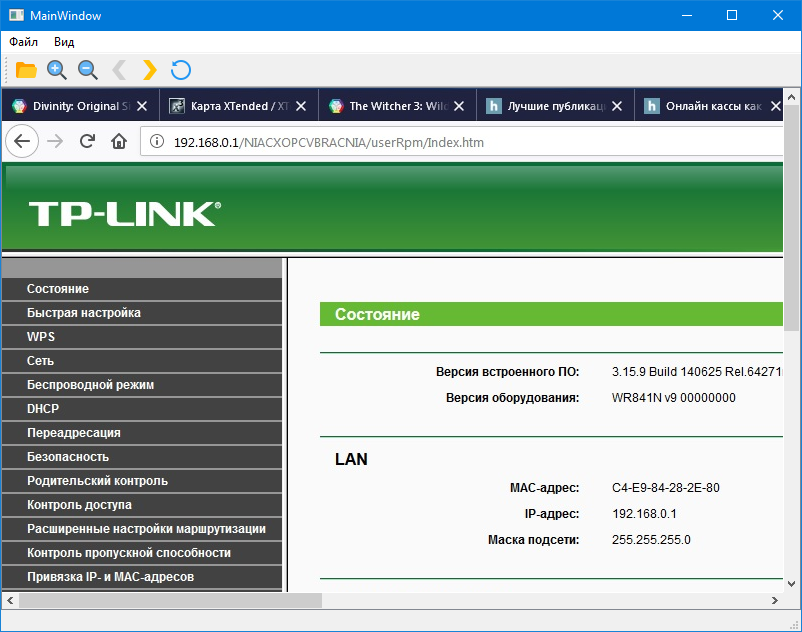 MainWindow
Файл Вид
Divinity: Original S
Карта XTended / XT
The Witcher 3: Wil
Лучшие публикац
Онлайн кассы как
192.168.0.1/NIACXOPCVBRACNIA/userRpm/Index.htm
TP-LINK®
Состояние
Быстрая настройка
WPS
Сеть
Беспроводной режим
DHCP
Переадресация
Безопасность
Родительский контроль
Контроль доступа
Расширенные настройки маршрутизации
Контроль пропускной способности
Привязка IP- и MAC-адресов
Состояние
Версия встроенного ПО: 3.15.9 Build 140625 Rel.64271
Версия оборудования: WR841N v9 00000000
LAN
MAC-адрес: C4-E9-84-28-2E-80
IP-адрес: 192.168.0.1
Маска подсети: 255.255.255.0